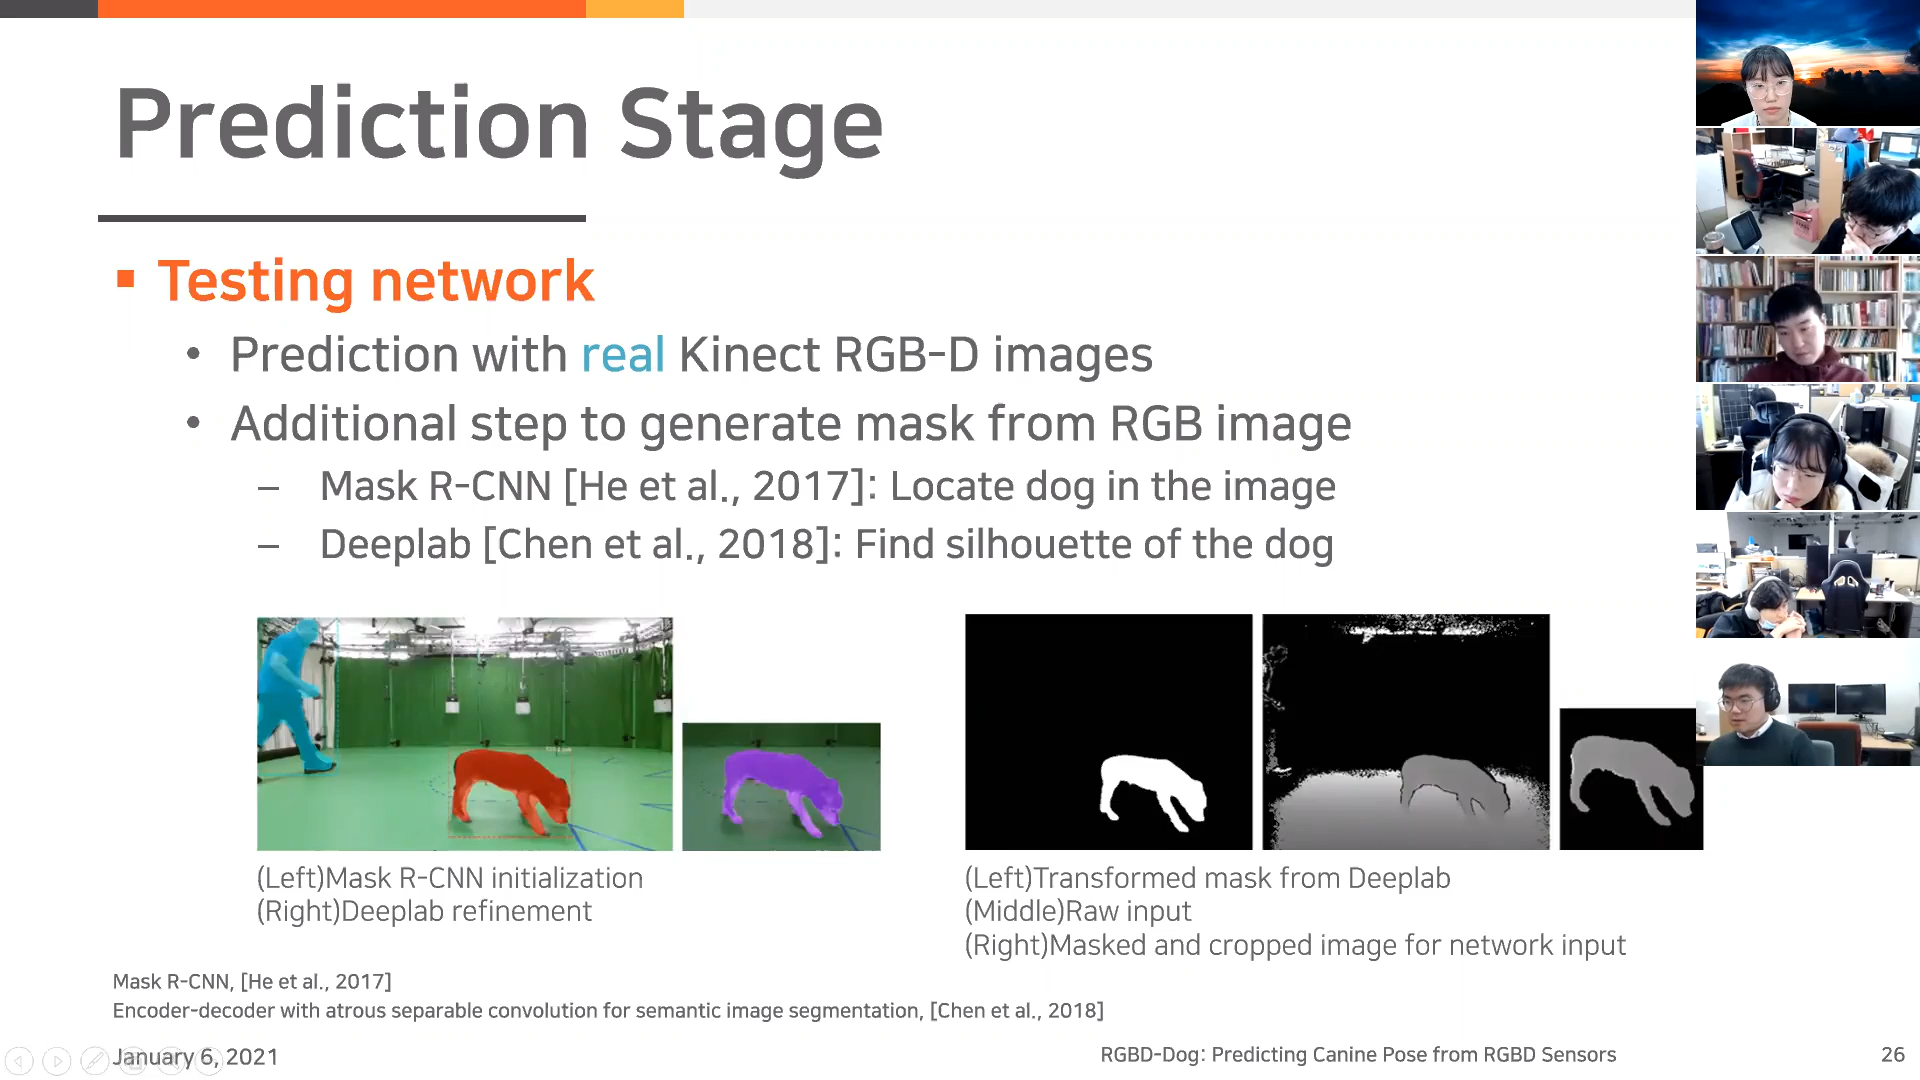 Prediction Stage
Testing network
Prediction with real Kinect RGB-D images
Additional step to generate mask from RGB image
Mask R-CNN [He et al., 2017]: Locate dog in the image
Deeplab [Chen et al., 2018]: Find silhouette of the dog
(Left)Mask R-CNN initialization
(Right)Deeplab refinement
(Left)Transformed mask from Deeplab
(Middle)Raw input
(Right)Masked and cropped image for network input
Mask R-CNN, [He et al., 2017]
Encoder-decoder with atrous separable convolution for semantic image segmentation, [Chen et al., 2018]
January 6, 2021
RGBD-Dog: Predicting Canine Pose from RGBD Sensors
26